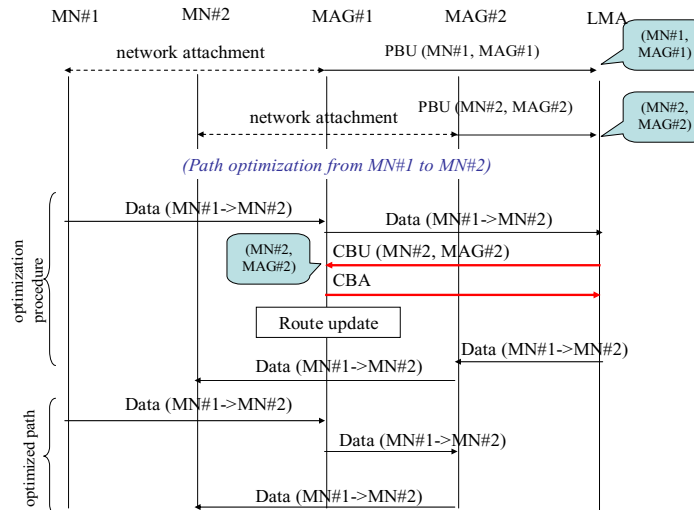 MN#1 MN#2 MAG#1 MAG#2 LMA
(MN#1,
MAG#1)
network attachment
PBU (MN#1, MAG#1)
PBU (MN#2, MAG#2)
(MN#2,
MAG#2)
network attachment
(Path optimization from MN#1 to MN#2)
optimization
procedure
Data (MN#1->MN#2)
Data (MN#1->MN#2)
(MN#2,
MAG#2)
CBU (MN#2, MAG#2)
CBA
Route update
Data (MN#1->MN#2)
Data (MN#1->MN#2)
optimized path
Data (MN#1->MN#2)
Data (MN#1->MN#2)
Data (MN#1->MN#2)